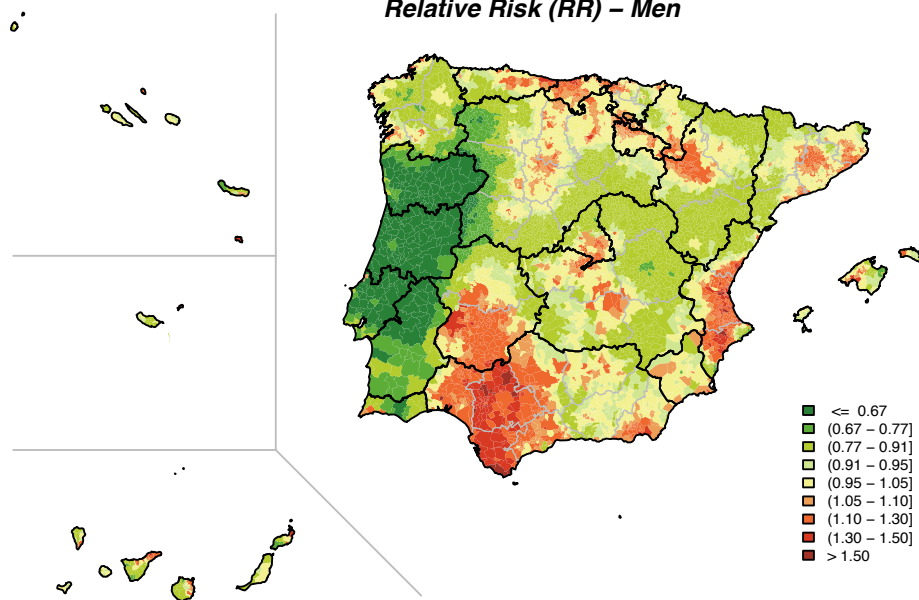 Relative Risk (RR) – Men
<= 0.67
(0.67 – 0.77]
(0.77 – 0.91]
(0.91 – 0.95]
(0.95 – 1.05]
(1.05 – 1.10]
(1.10 – 1.30]
(1.30 – 1.50]
> 1.50